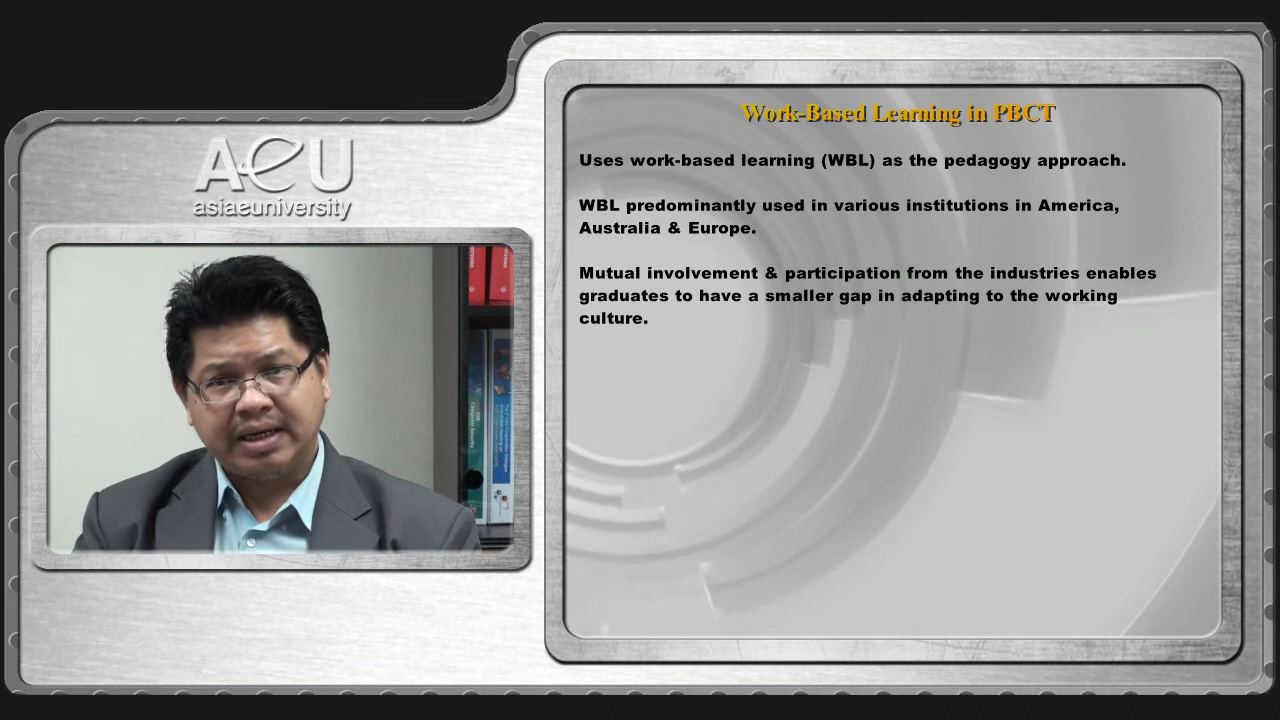 AeU
asiaeuniversity
Work-Based Learning in PBCT
Uses work-based learning (WBL) as the pedagogy approach.
WBL predominantly used in various institutions in America,
Australia & Europe.
Mutual involvement & participation from the industries enables
graduates to have a smaller gap in adapting to the working
culture.
Computer Security